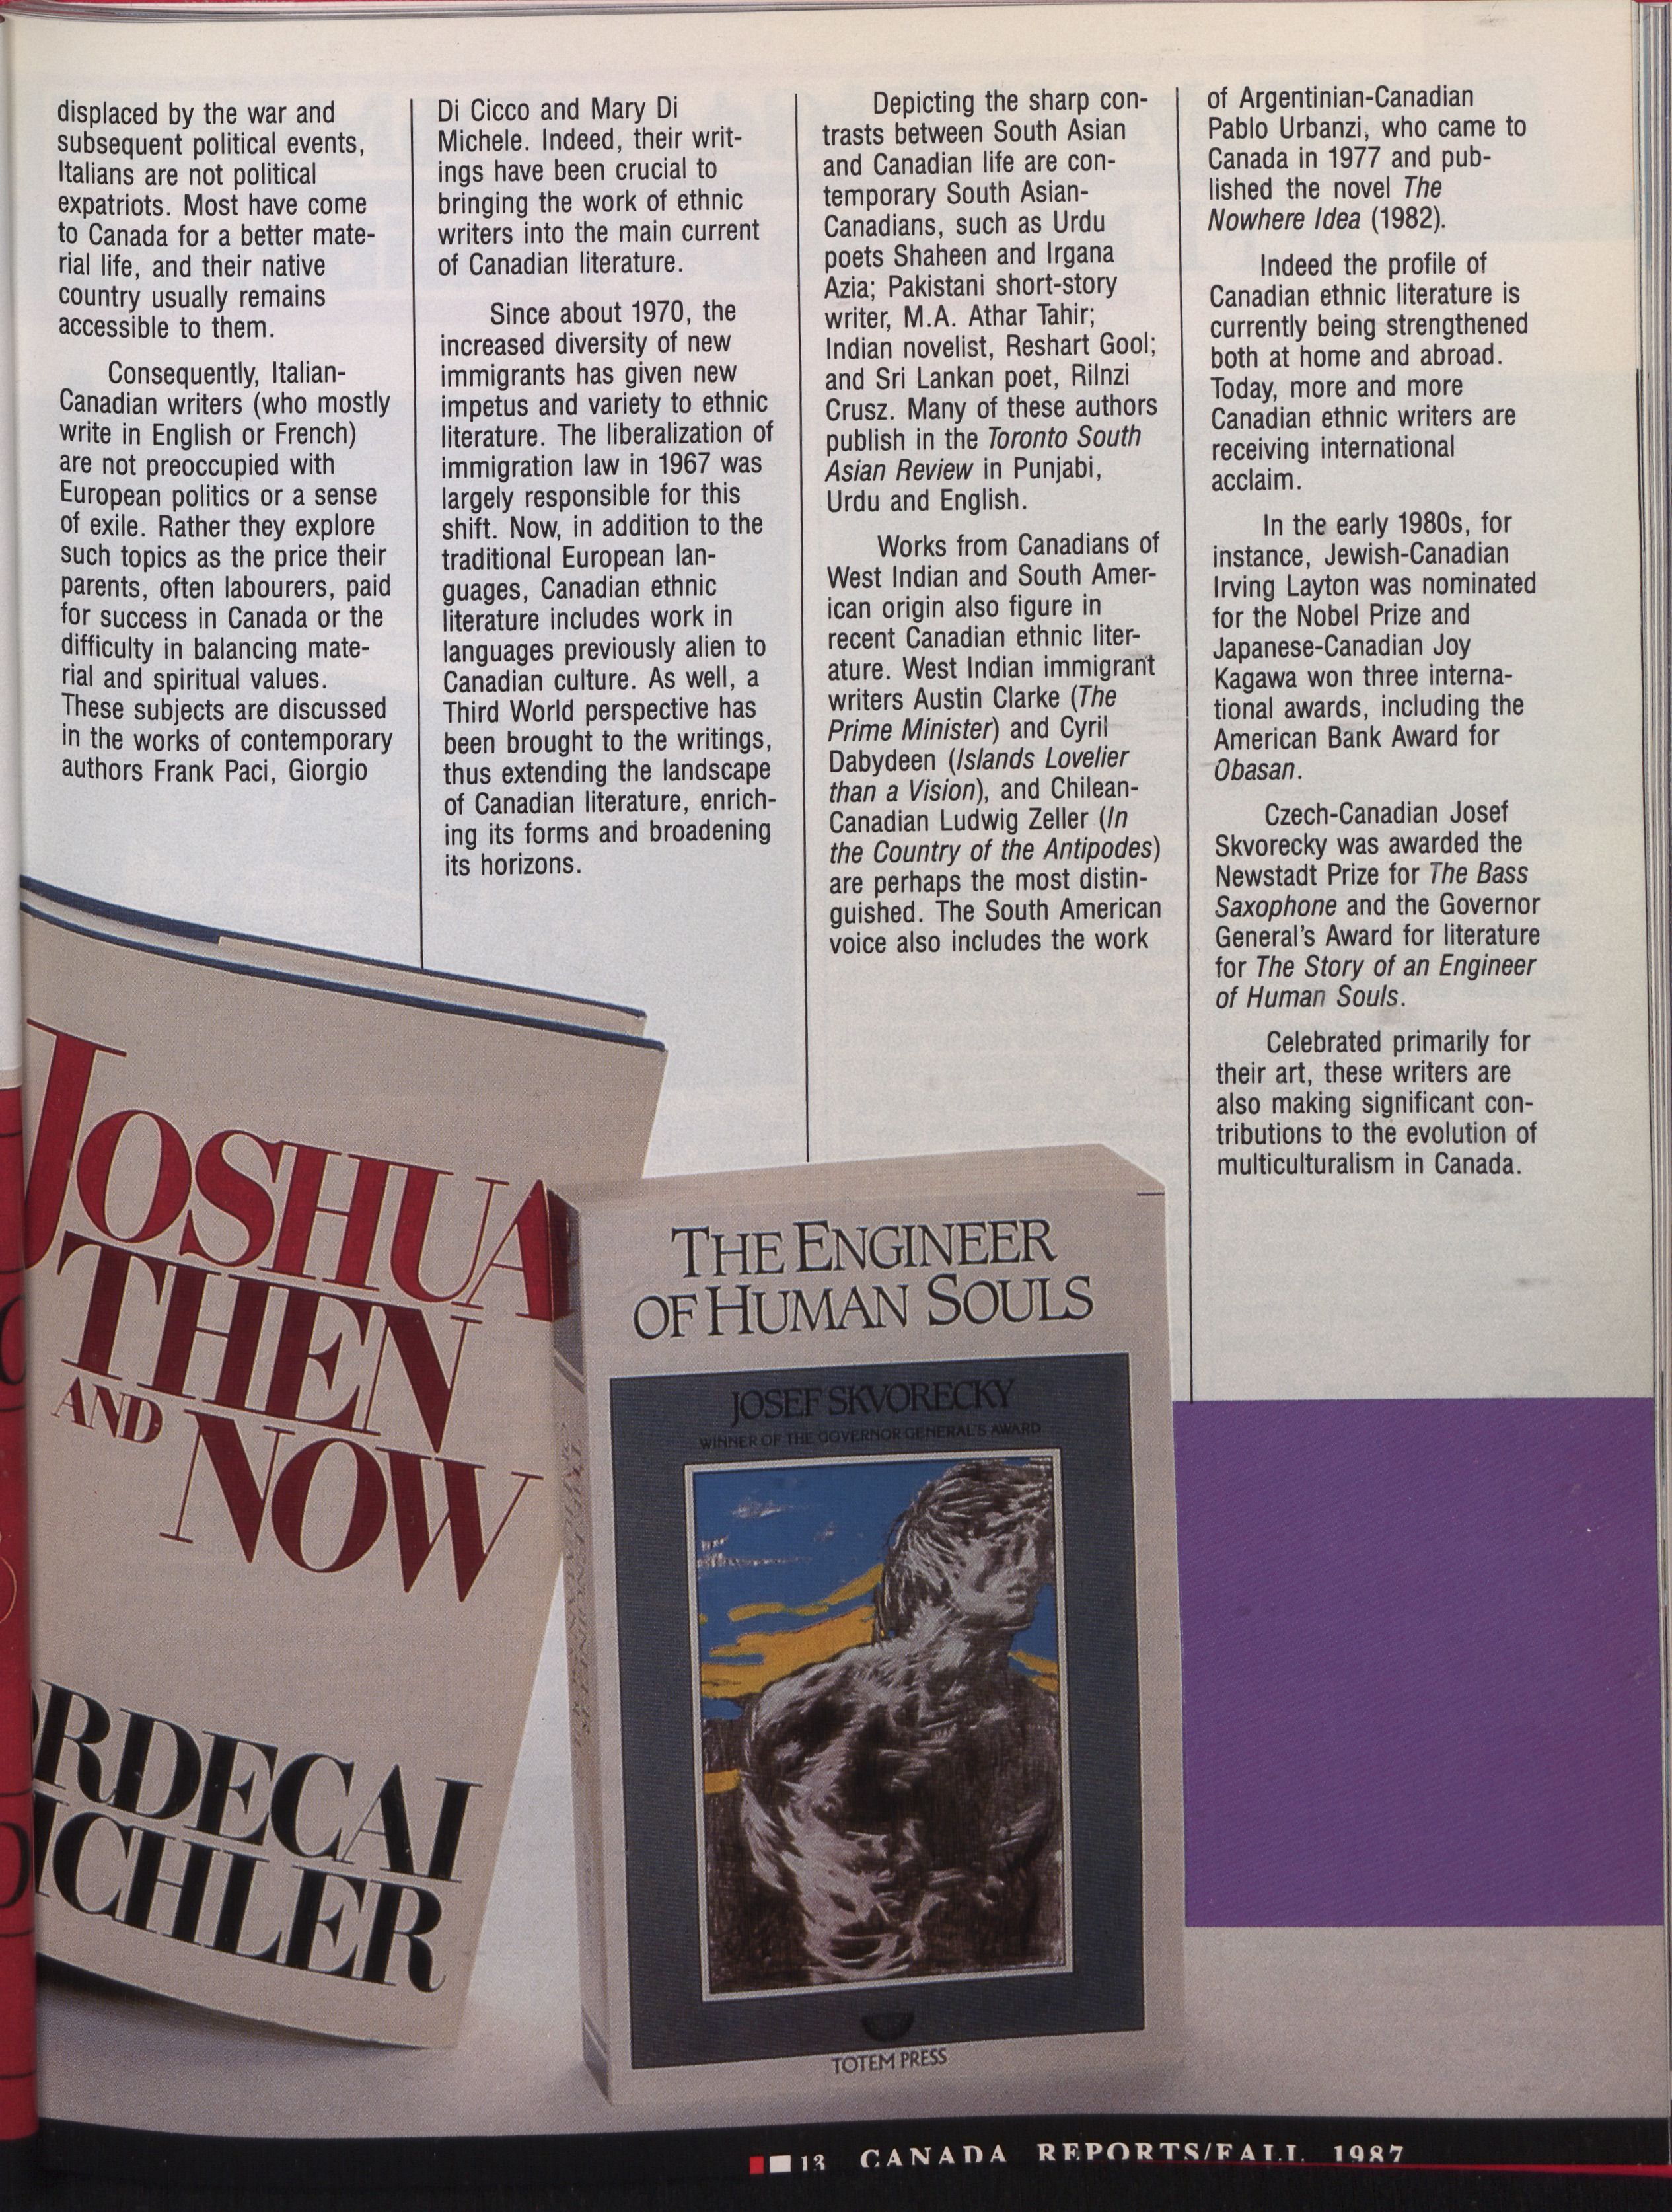 displaced by the war and
subsequent political events,
Italians are not political
expatriots. Most have come
to Canada for a better mate-
rial life, and their native
country usually remains
accessible to them.
Consequently, Italian-
Canadian writers (who mostly
write in English or French)
are not preoccupied with
European politics or a sense
of exile. Rather they explore
such topics as the price their
parents, often labourers, paid
for success in Canada or the
difficulty in balancing mate-
rial and spiritual values.
These subjects are discussed
in the works of contemporary
authors Frank Paci, Giorgio
Di Cicco and Mary Di
Michele. Indeed, their writ-
ings have been crucial to
bringing the work of ethnic
writers into the main current
of Canadian literature.
Since about 1970, the
increased diversity of new
immigrants has given new
impetus and variety to ethnic
literature. The liberalization of
immigration law in 1967 was
largely responsible for this
shift. Now, in addition to the
traditional European lan-
guages, Canadian ethnic
literature includes work in
languages previously alien to
Canadian culture. As well, a
Third World perspective has
been brought to the writings,
thus extending the landscape
of Canadian literature, enrich-
ing its forms and broadening
its horizons.
Depicting the sharp con-
trasts between South Asian
and Canadian life are con-
temporary South Asian-
Canadians, such as Urdu
poets Shaheen and Irgana
Azia; Pakistani short-story
writer, M.A. Athar Tahir;
Indian novelist, Reshart Gool;
and Sri Lankan poet, Rilnzi
Crusz. Many of these authors
publish in the Toronto South
Asian Review in Punjabi,
Urdu and English.
Works from Canadians of
West Indian and South Amer-
ican origin also figure in
recent Canadian ethnic liter-
ature. West Indian immigrant
writers Austin Clarke (The
Prime Minister) and Cyril
Dabydeen (Islands Lovelier
than a Vision), and Chilean-
Canadian Ludwig Zeller (In
the Country of the Antipodes)
are perhaps the most distin-
guished. The South American
voice also includes the work
of Argentinian-Canadian
Pablo Urbanzi, who came to
Canada in 1977 and pub-
lished the novel The
Nowhere Idea (1982).
Indeed the profile of
Canadian ethnic literature is
currently being strengthened
both at home and abroad.
Today, more and more
Canadian ethnic writers are
receiving international
acclaim.
In the early 1980s, for
instance, Jewish-Canadian
Irving Layton was nominated
for the Nobel Prize and
Japanese-Canadian Joy
Kagawa won three interna-
tional awards, including the
American Bank Award for
Obasan.
Czech-Canadian Josef
Skvorecky was awarded the
Newstadt Prize for The Bass
Saxophone and the Governor
General's Award for literature
for The Story of an Engineer
of Human Souls.
Celebrated primarily for
their art, these writers are
also making significant con-
tributions to the evolution of
multiculturalism in Canada.
JOSHUA
THEN
AND NOW
ORDECAI
ICHLER
THE ENGINEER
OF HUMAN SOULS
JOSEF SKVORECKY
WINNER OF THE GOVERNOR GENERAL'S AWARD
TOTEM PRESS
13 CANADA REPORTS/FALL 1987